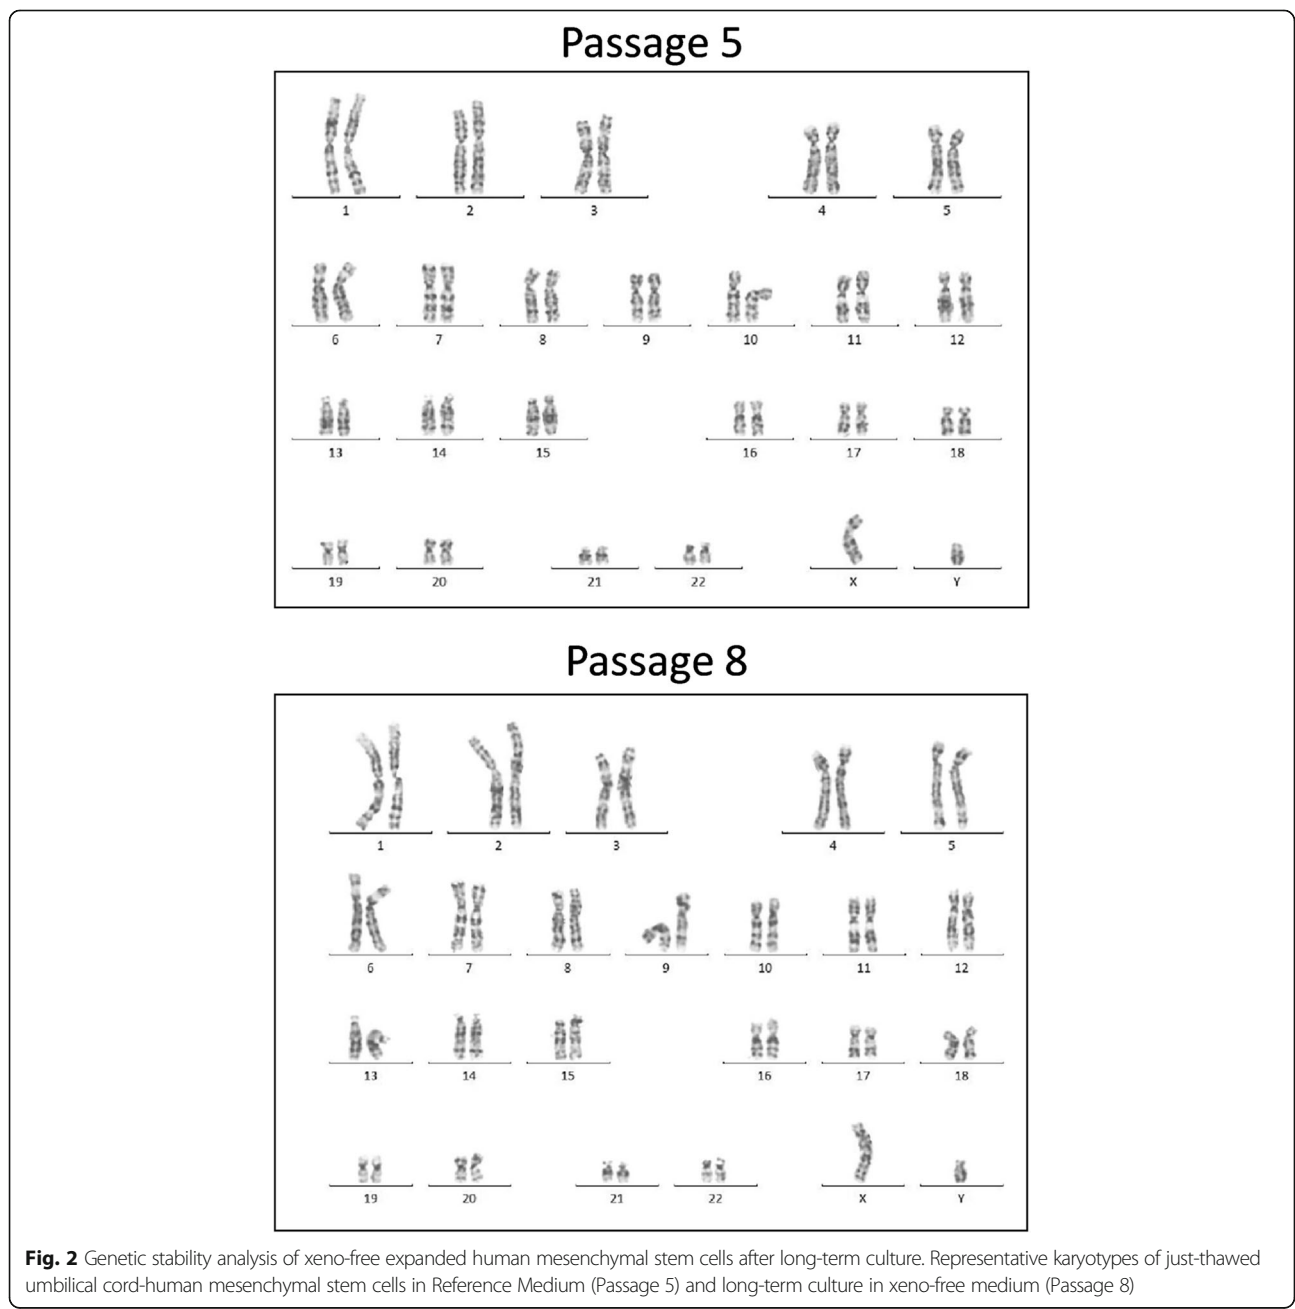 Passage 5
1 2 3 4 5
6 7 8 9 10 11 12
13 14 15 16 17 18
19 20 21 22 X Y
Passage 8
1 2 3 4 5
6 7 8 9 10 11 12
13 14 15 16 17 18
19 20 21 22 X Y
Fig. 2 Genetic stability analysis of xeno-free expanded human mesenchymal stem cells after long-term culture. Representative karyotypes of just-thawed
umbilical cord-human mesenchymal stem cells in Reference Medium (Passage 5) and long-term culture in xeno-free medium (Passage 8)